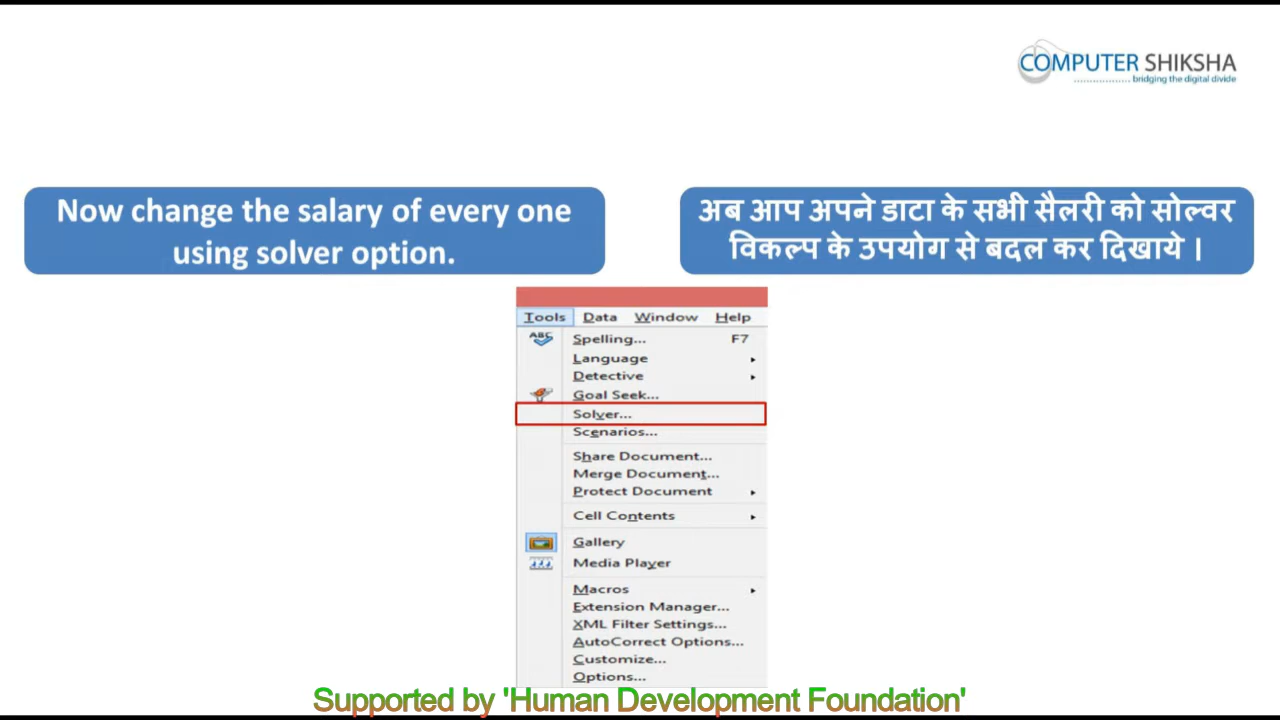 COMPUTER SHIKSHA
bridging the digital divide
Now change the salary of every one
using solver option.
अब आप अपने डाटा के सभी सैलरी को सोल्वर
विकल्प के उपयोग से बदल कर दिखाये ।
Tools Data Window Help
ABC Spelling... F7
Language
Detective
Goal Seek...
Solver...
Scenarios...
Share Document...
Merge Document...
Protect Document
Cell Contents
Gallery
Media Player
Macros
Extension Manager...
XML Filter Settings...
AutoCorrect Options...
Customize...
Options...
Supported by 'Human Development Foundation'